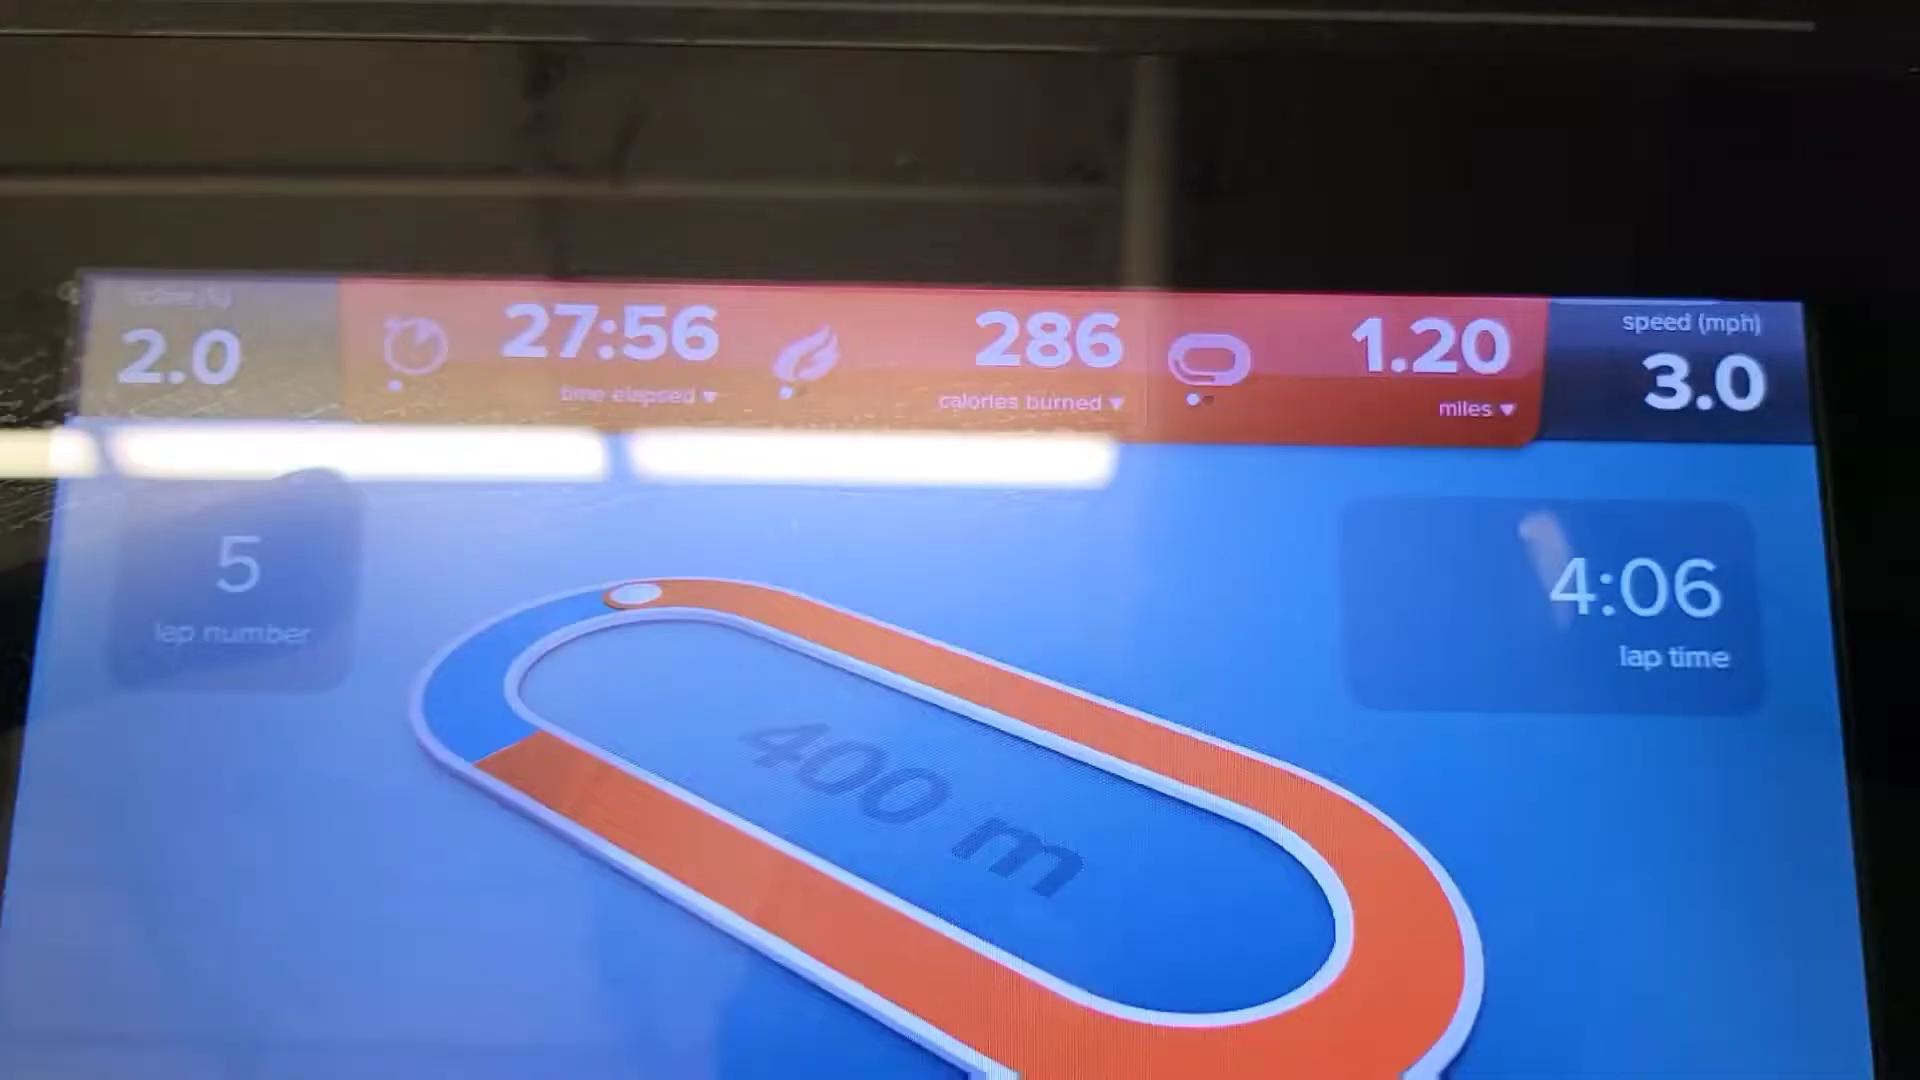 incline (%)
2.0
27:56
time elapsed
286
calories burned
1.20
miles
speed (mph)
3.0
5
lap number
4:06
lap time
400 m